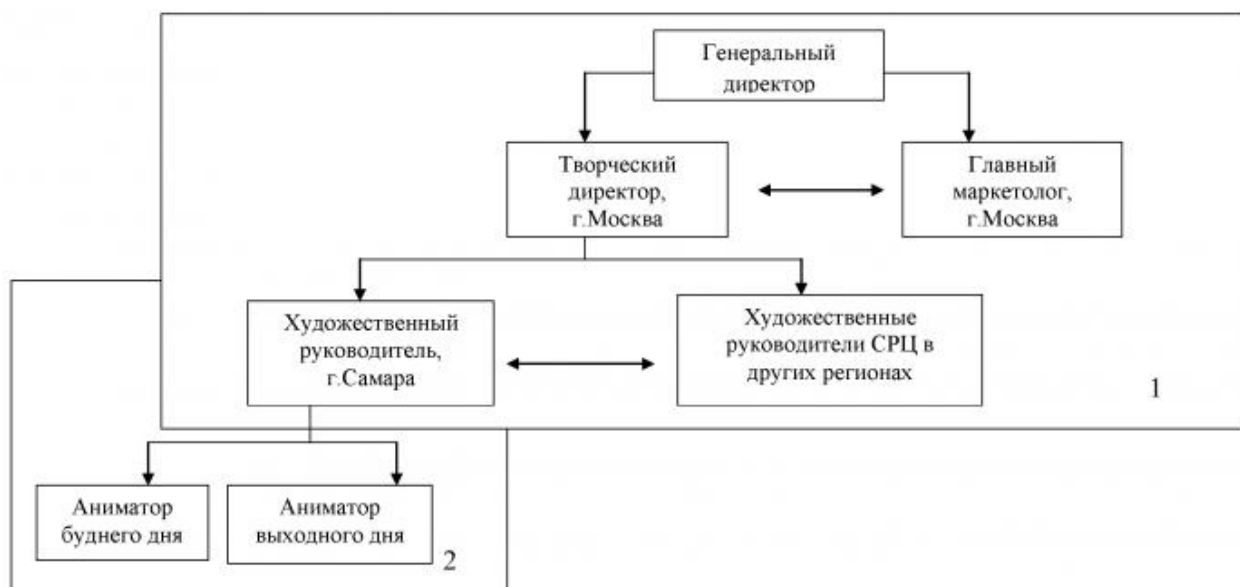 Генеральный
директор
Творческий
директор,
г.Москва
Главный
маркетолог,
г.Москва
Художественный
руководитель,
г.Самара
Художественные
руководители СРЦ в
других регионах
1
Аниматор
буднего дня
Аниматор
выходного дня
2